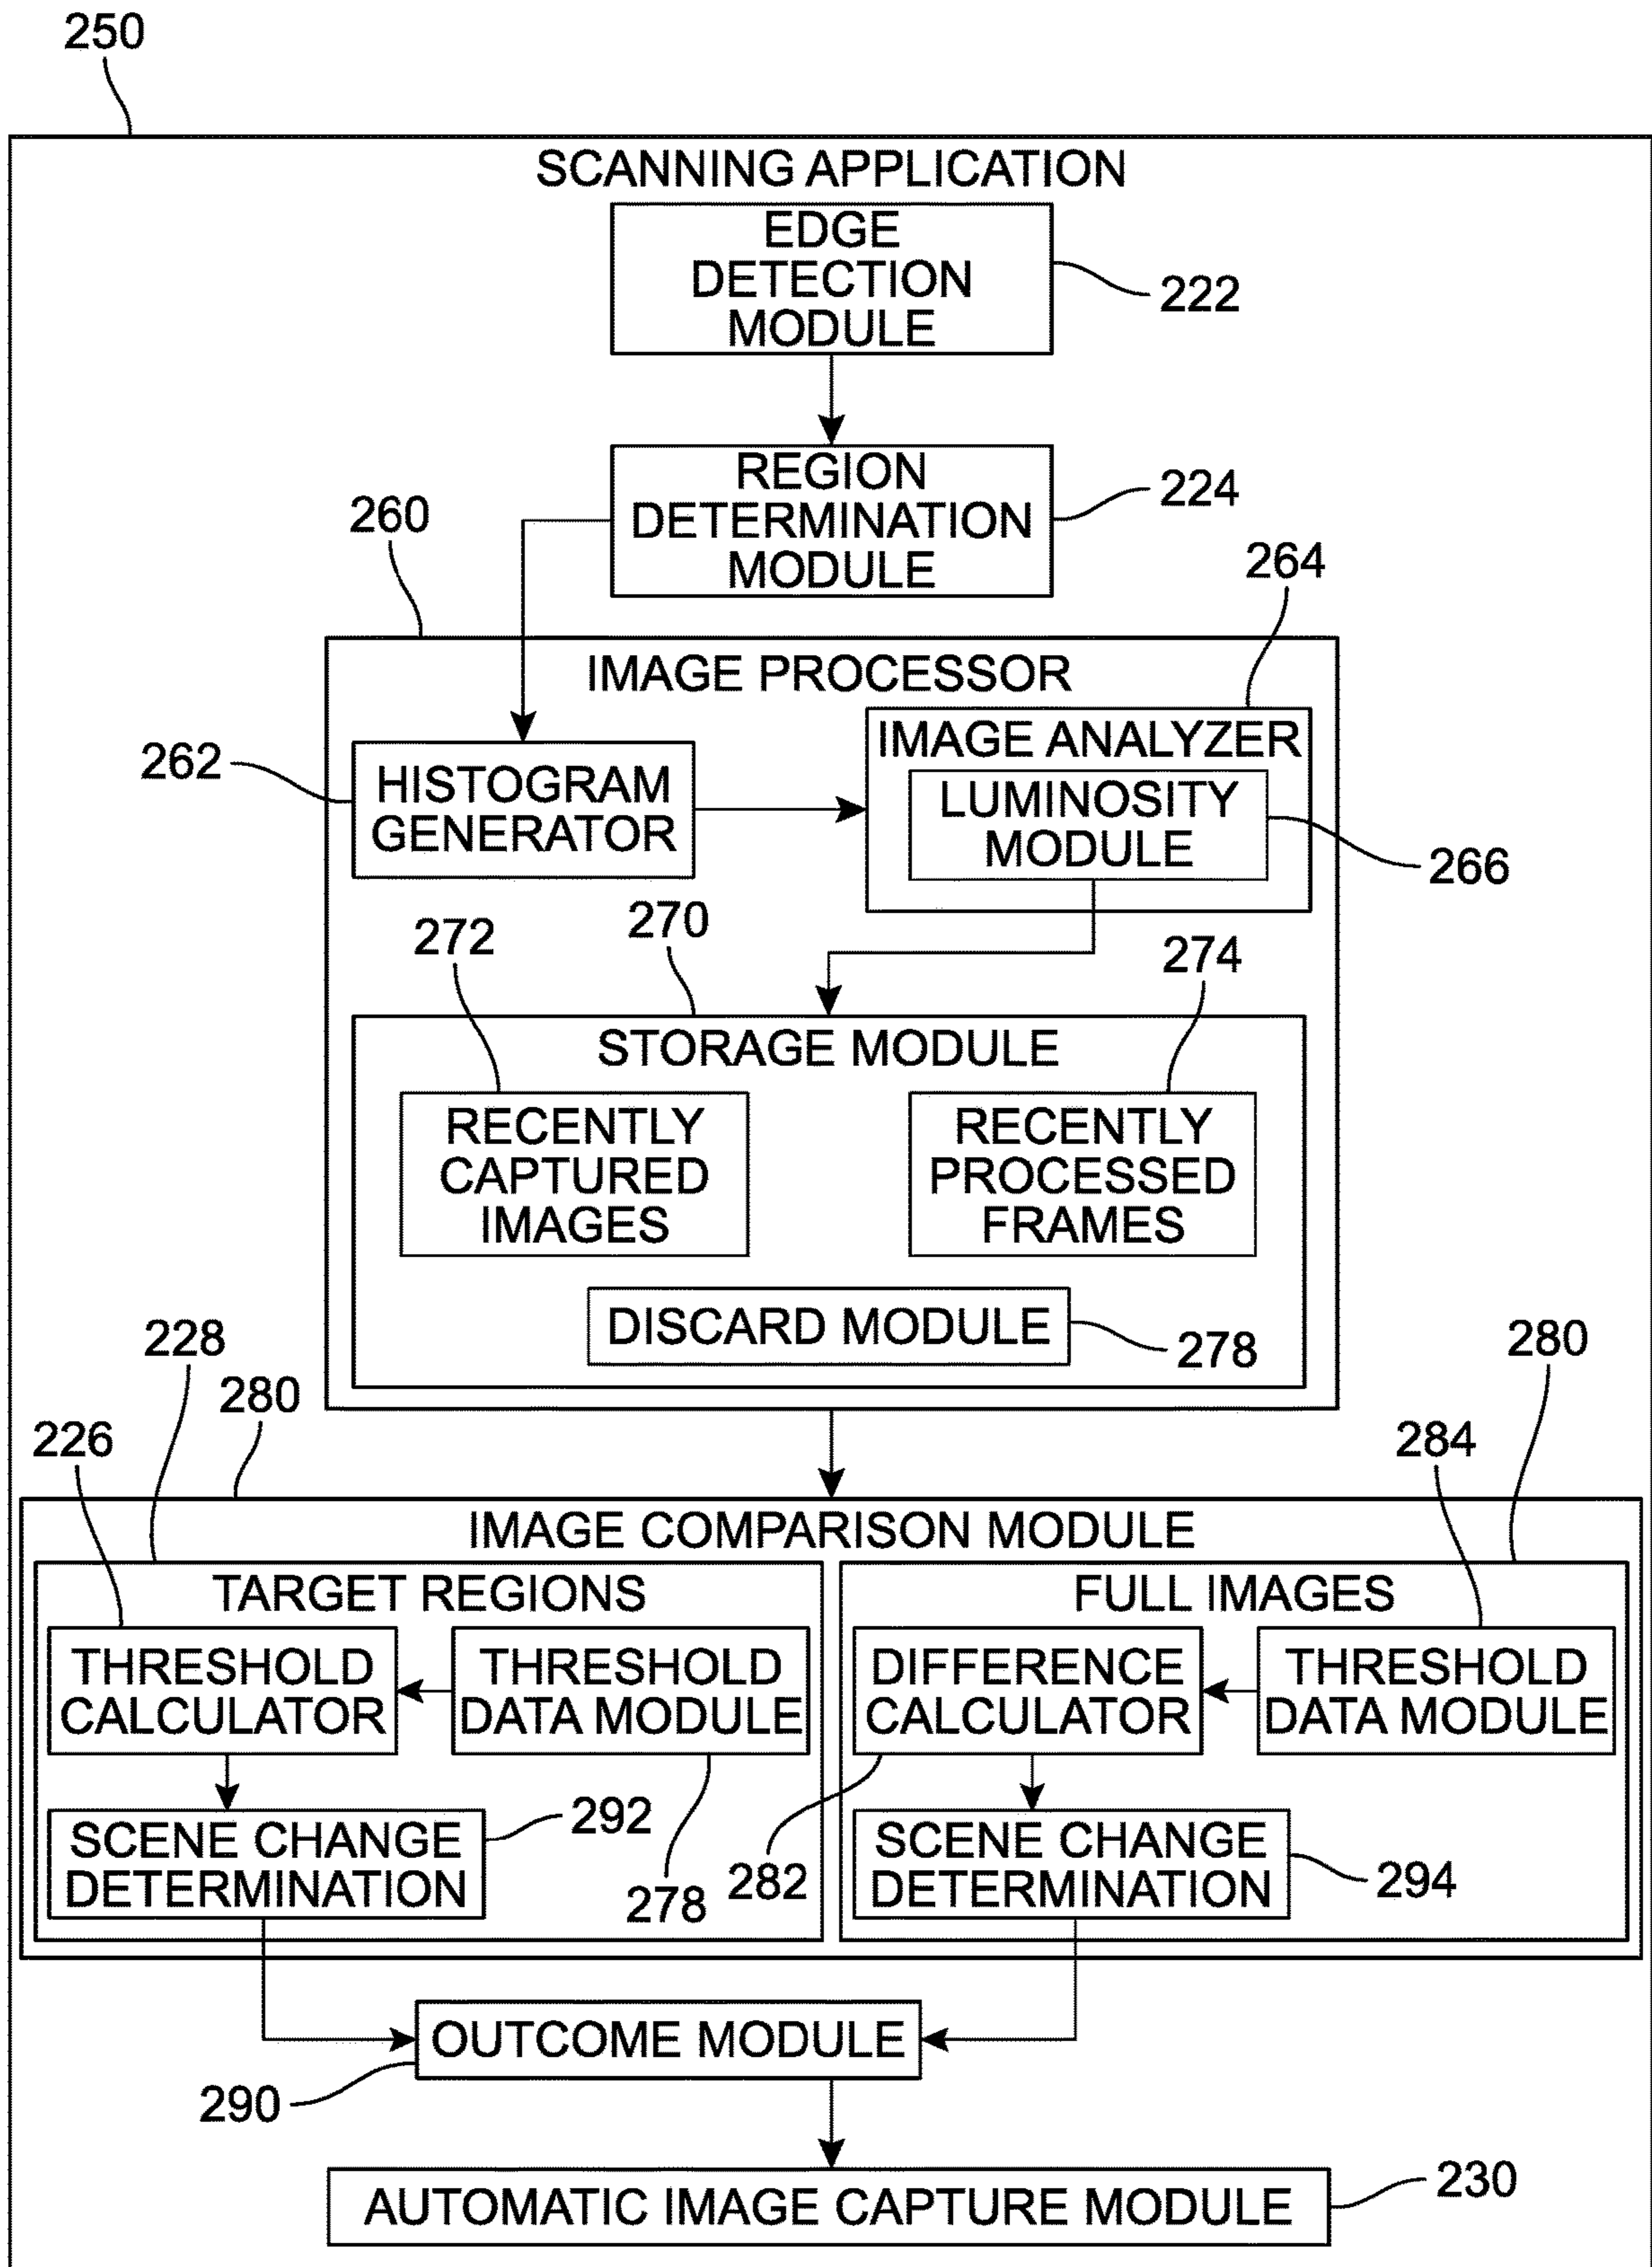 250
SCANNING APPLICATION
EDGE
DETECTION
MODULE
222
REGION
DETERMINATION
MODULE
224
260
264
IMAGE PROCESSOR
IMAGE ANALYZER
262
HISTOGRAM
GENERATOR
LUMINOSITY
MODULE
266
272
270
274
STORAGE MODULE
RECENTLY
CAPTURED
IMAGES
RECENTLY
PROCESSED
FRAMES
DISCARD MODULE
278
228
280
280
226
284
IMAGE COMPARISON MODULE
TARGET REGIONS
THRESHOLD
CALCULATOR
THRESHOLD
DATA MODULE
SCENE CHANGE
DETERMINATION
292
278
FULL IMAGES
DIFFERENCE
CALCULATOR
THRESHOLD
DATA MODULE
282
SCENE CHANGE
DETERMINATION
294
OUTCOME MODULE
290
AUTOMATIC IMAGE CAPTURE MODULE
230